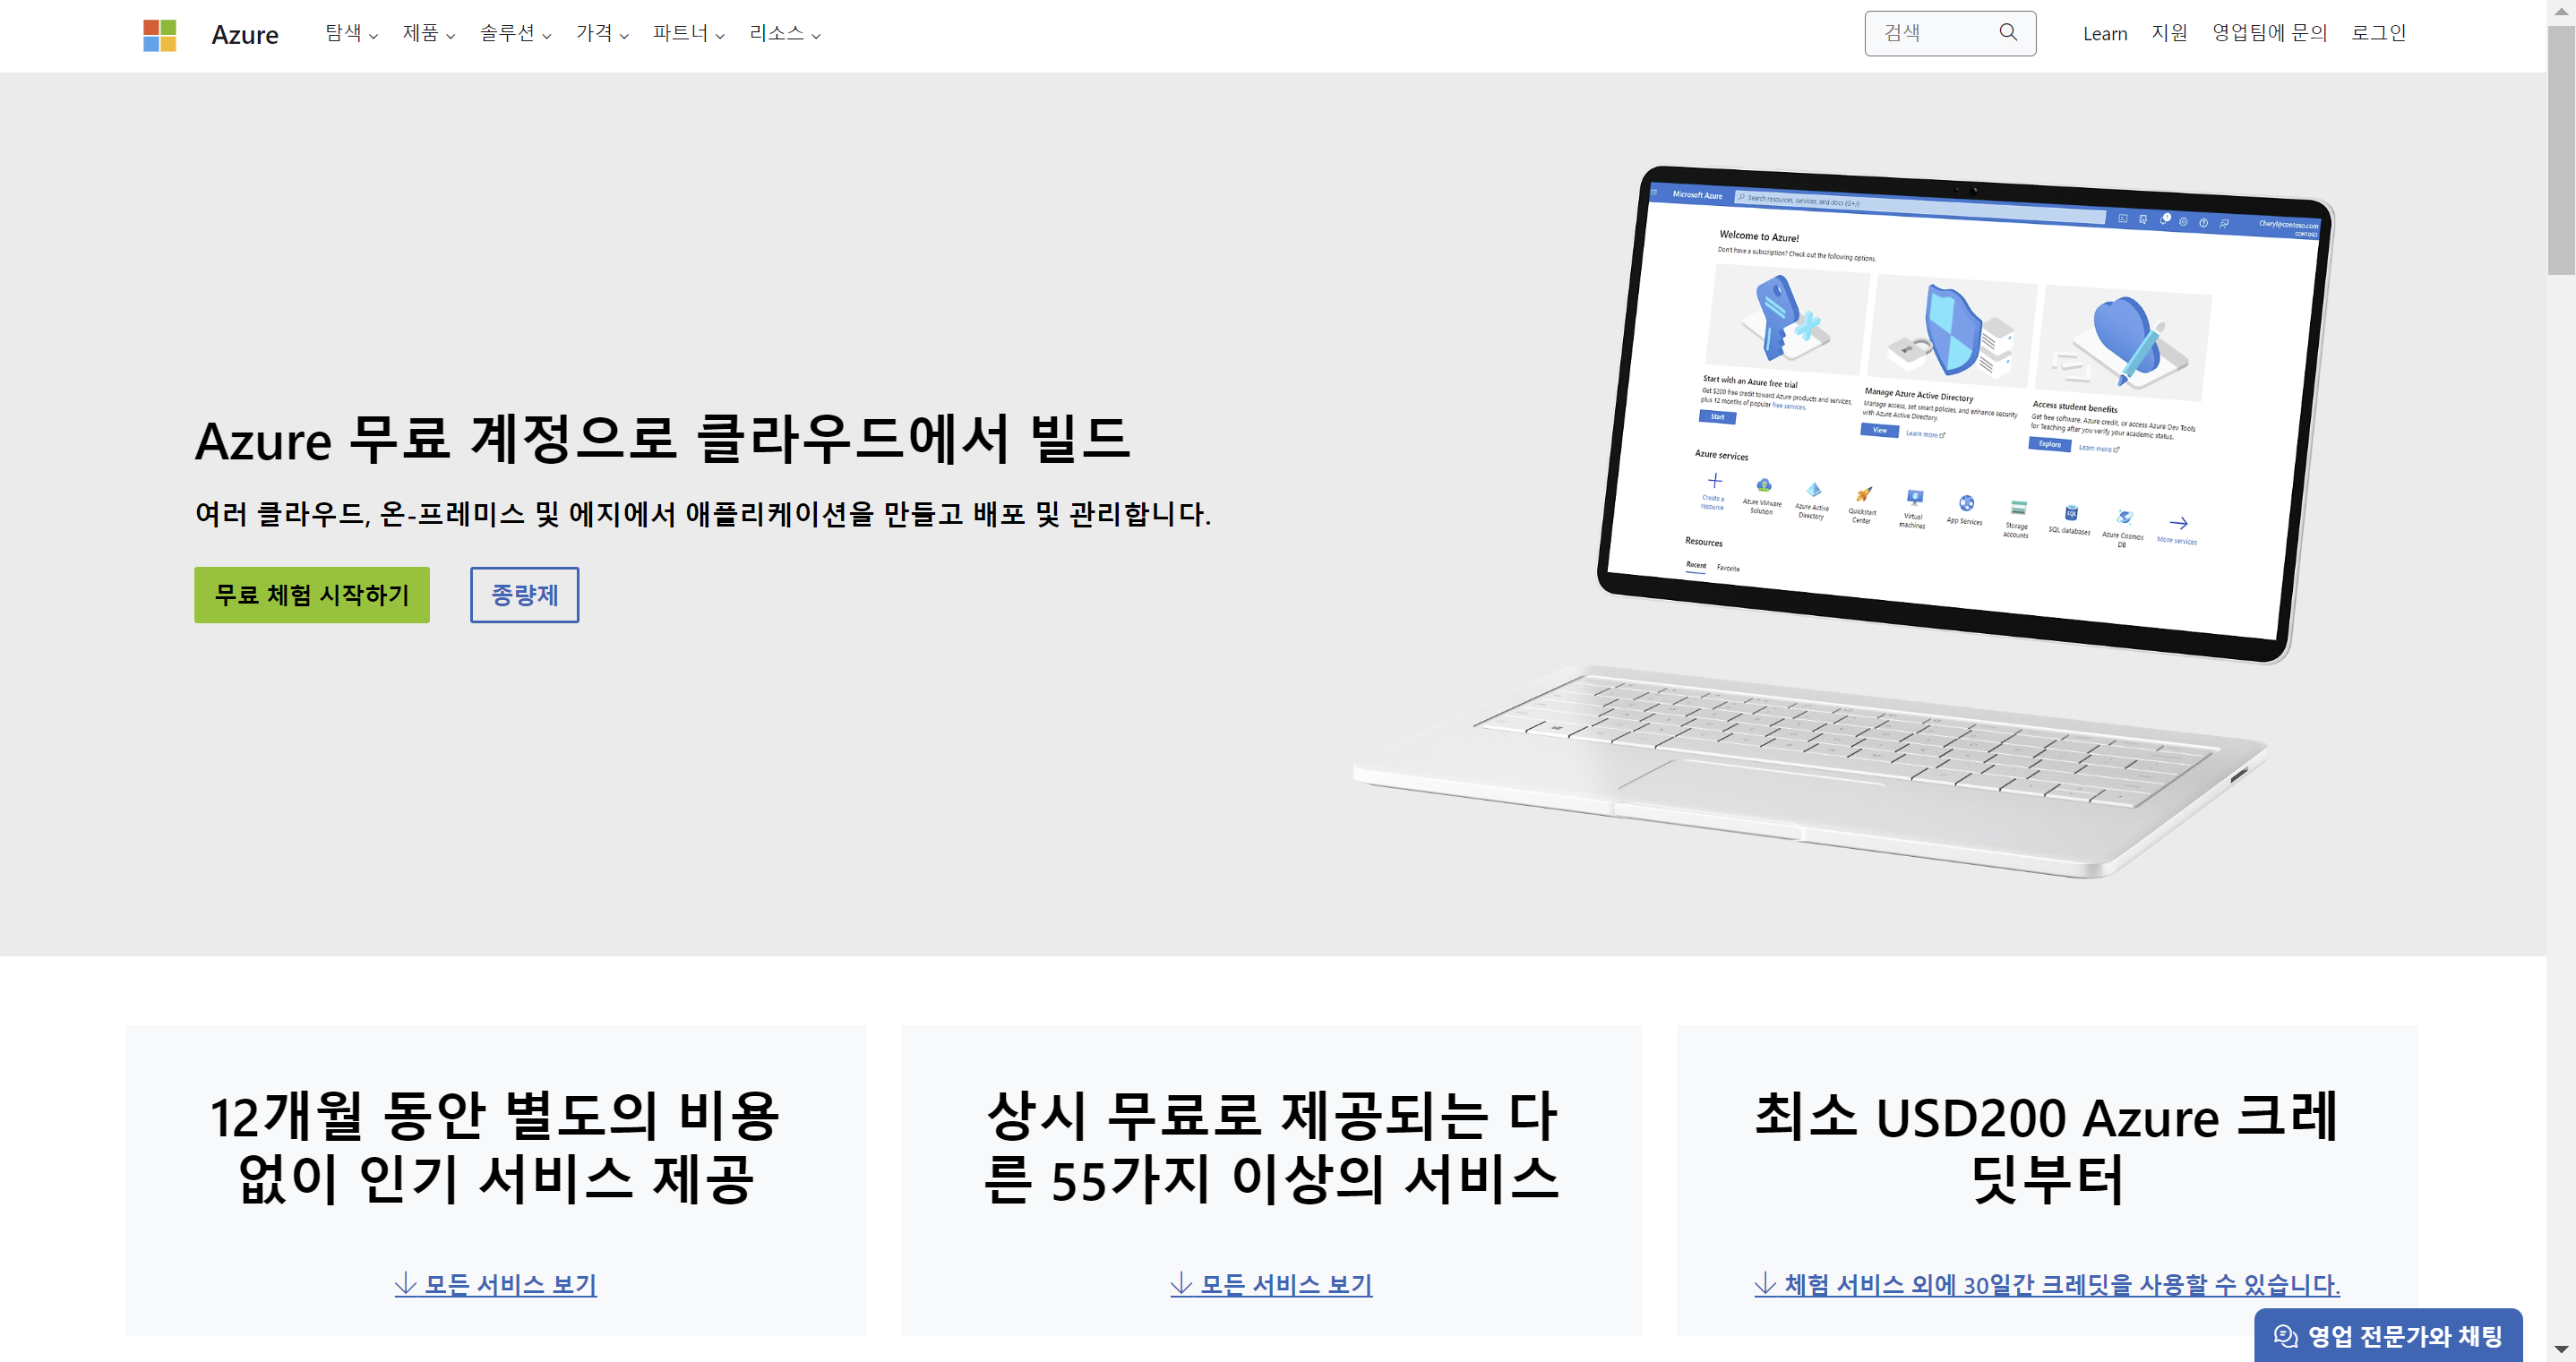 Azure
탐색
제품
솔루션
가격
파트너
리소스
검색
Learn
지원
영업팀에 문의
로그인
Azure 무료 계정으로 클라우드에서 빌드
여러 클라우드, 온-프레미스 및 에지에서 애플리케이션을 만들고 배포 및 관리합니다.
무료 체험 시작하기
종량제
Microsoft Azure
Search resources, services, and docs (G+/)
Cheryl@contoso.com
CONTOSO
Welcome to Azure!
Don't have a subscription? Check out the following options.
Start with an Azure free trial
Get $200 free credit toward Azure products and services,
plus 12 months of popular free services.
Start
Manage Azure Active Directory
Manage access, set smart policies, and enhance security
with Azure Active Directory.
View
Learn more
Access student benefits
Get free software, Azure credit, or access Azure Dev Tools
for Teaching after you verify your academic status.
Explore
Learn more
Azure services
Create a
resource
Azure VMware
Solution
Azure Active
Directory
Quickstart
Center
Virtual
machines
App Services
Storage
accounts
SQL databases
Azure Cosmos
DB
More services
Resources
Recent
Favorite
12개월 동안 별도의 비용
없이 인기 서비스 제공
모든 서비스 보기
상시 무료로 제공되는 다
른 55가지 이상의 서비스
모든 서비스 보기
최소 USD200 Azure 크레
딧부터
체험 서비스 외에 30일간 크레딧을 사용할 수 있습니다.
영업 전문가와 채팅